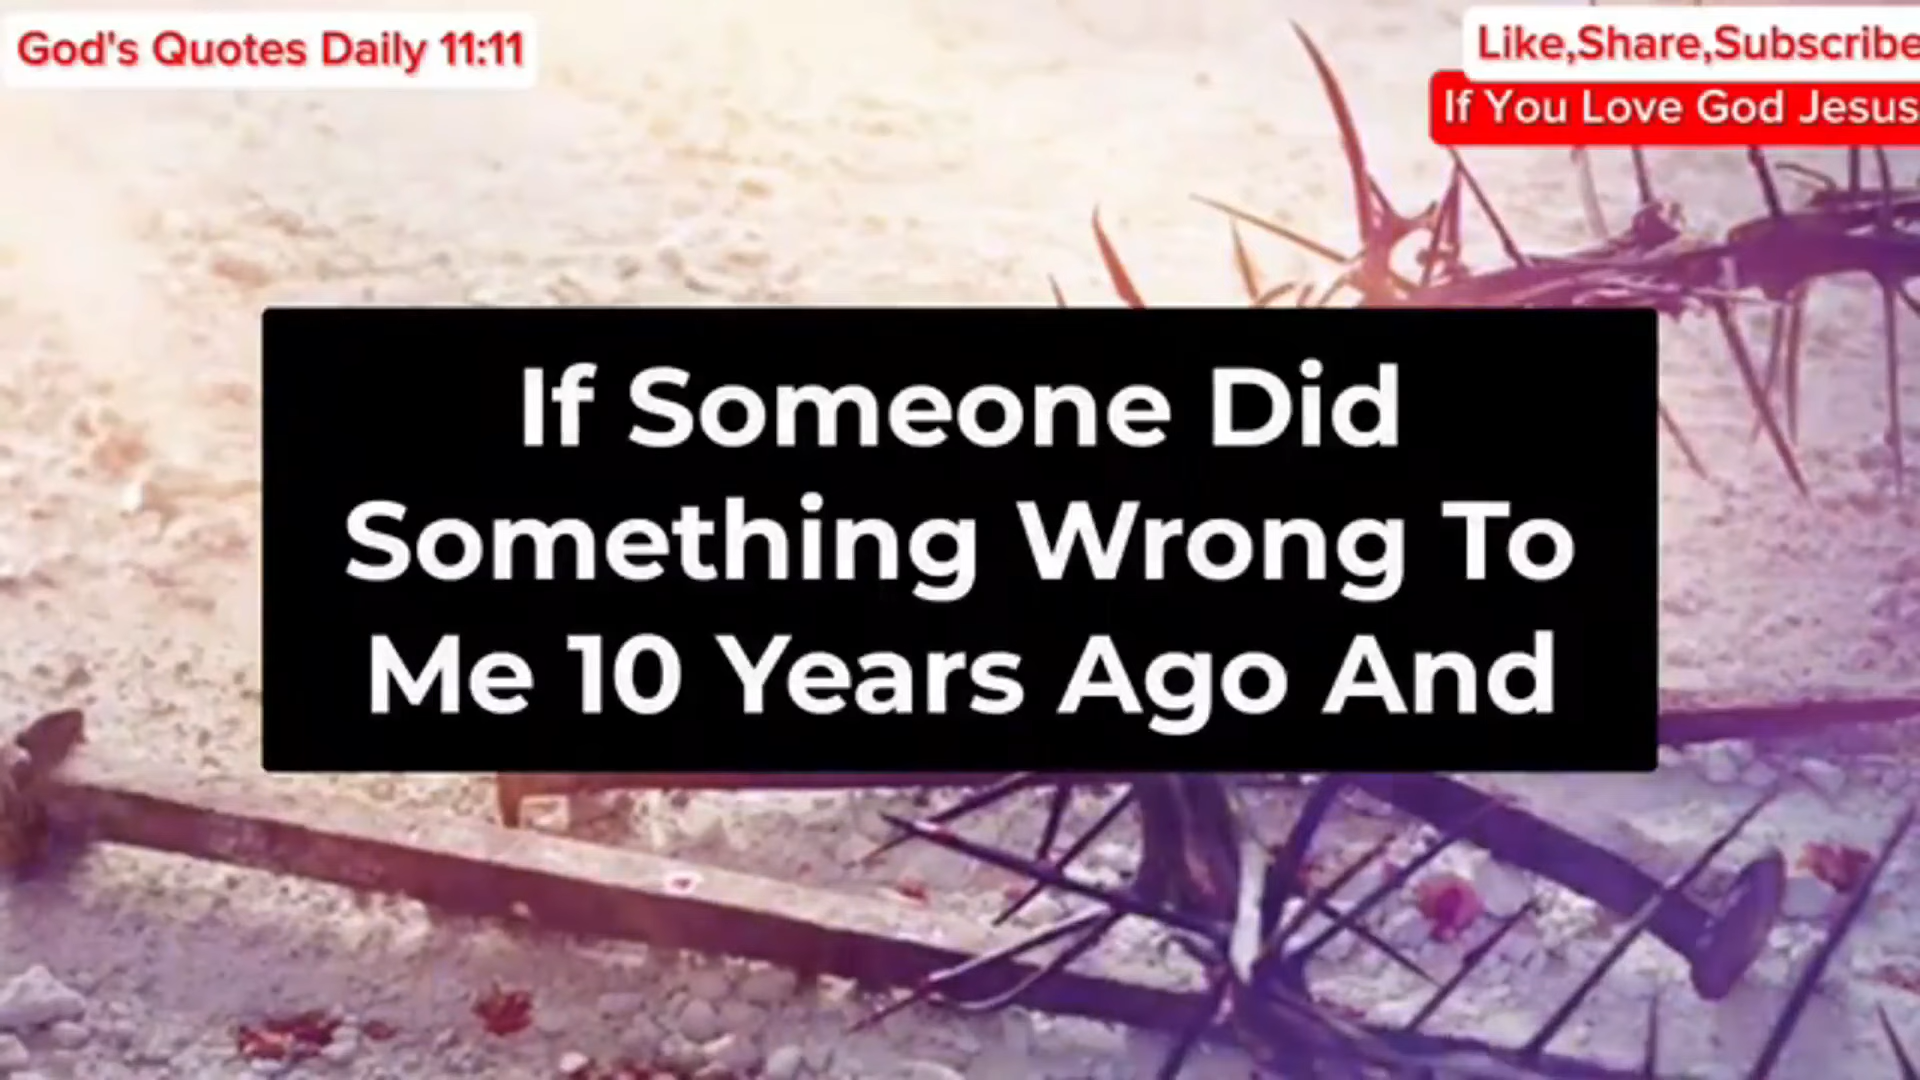 God's Quotes Daily 11:11
Like,Share,Subscribe
If You Love God Jesus
If Someone Did
Something Wrong To
Me 10 Years Ago And